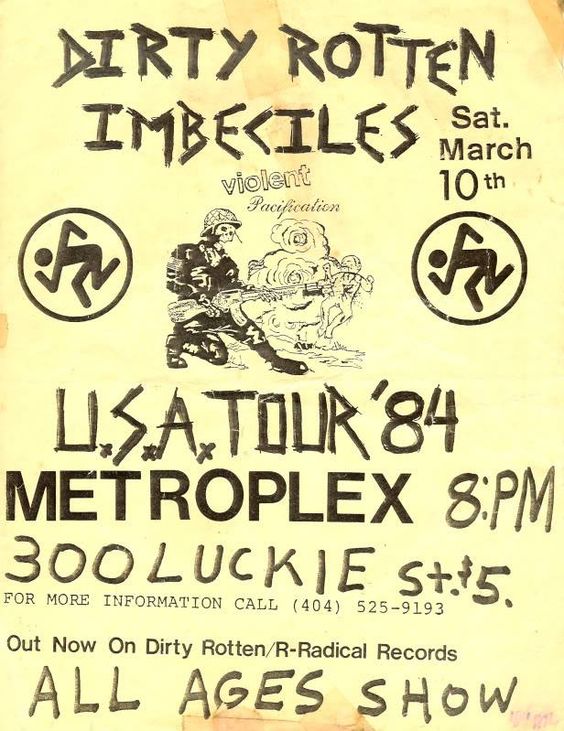 DIRTY ROTTEN
IMBECILES
Sat.
March
10th
violent
Pacification
U.S.A. TOUR '84
METROPLEX 8:PM
300 LUCKIE St. $5.
FOR MORE INFORMATION CALL (404) 525-9193
Out Now On Dirty Rotten/R-Radical Records
ALL AGES SHOW